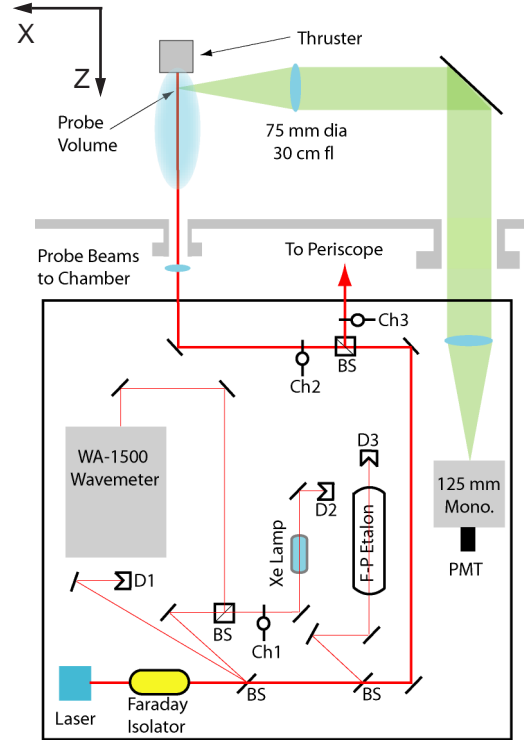 X
Z
Thruster
Probe
Volume
75 mm dia
30 cm fl
Probe Beams
to Chamber
To Periscope
Ch3
Ch2
BS
WA-1500
Wavemeter
D3
D2
125 mm
Mono.
Xe Lamp
F-P Etalon
PMT
D1
BS
Ch1
Laser
Faraday
Isolator
BS
BS